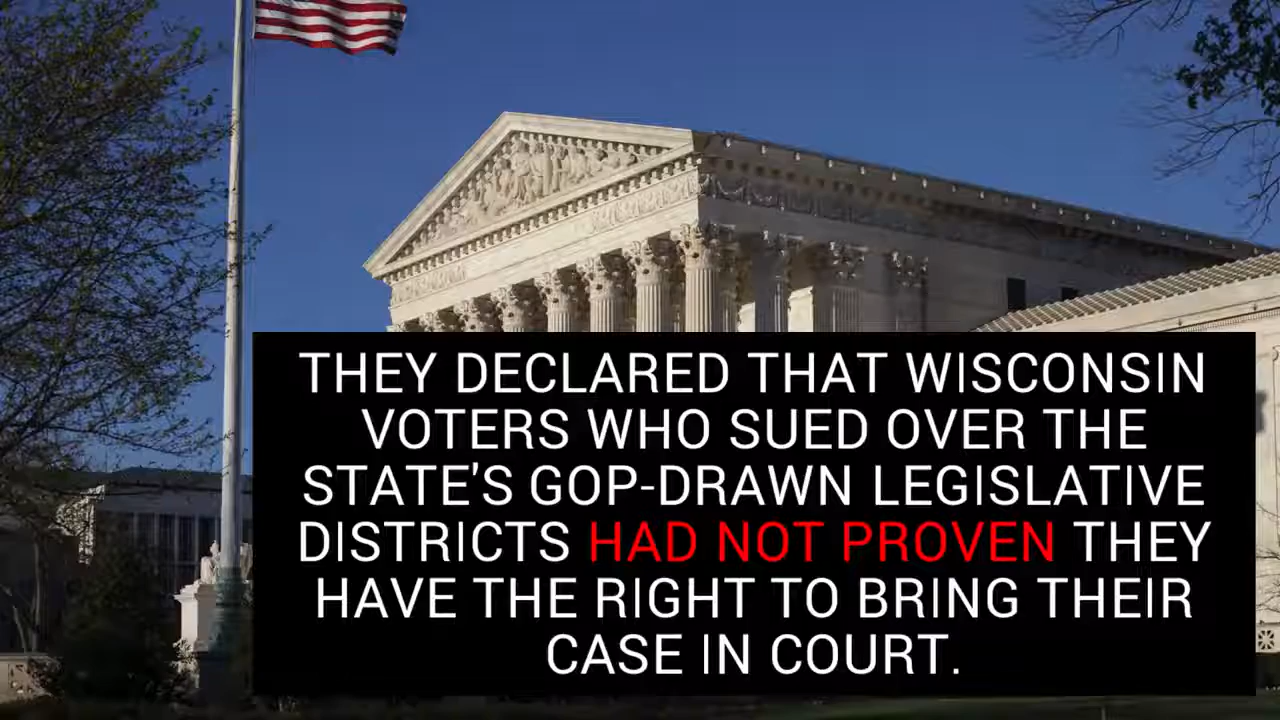 THEY DECLARED THAT WISCONSIN
VOTERS WHO SUED OVER THE
STATE'S GOP-DRAWN LEGISLATIVE
DISTRICTS HAD NOT PROVEN THEY
HAVE THE RIGHT TO BRING THEIR
CASE IN COURT.